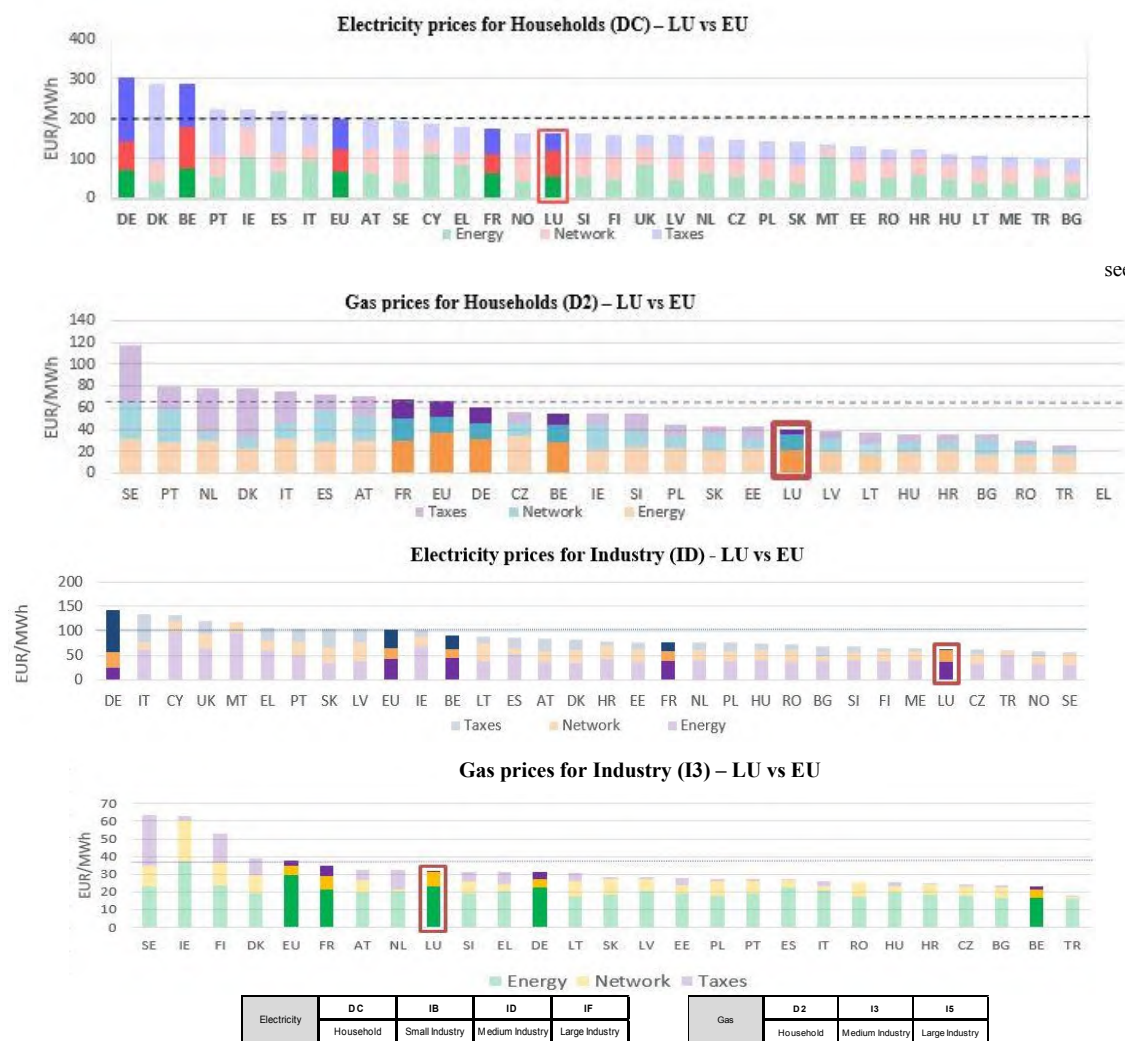 Electricity prices for Households (DC) – LU vs EU
EUR/MWh
400
300
200
100
0
DE DK BE PT IE ES IT EU AT SE CY EL FR NO LU SI FI UK LV NL CZ PL SK MT EE RO HR HU LT ME TR BG
Energy Network Taxes
see
Gas prices for Households (D2) – LU vs EU
EUR/MWh
140
120
100
80
60
40
20
0
SE PT NL DK IT ES AT FR EU DE CZ BE IE SI PL SK EE LU LV LT HU HR BG RO TR EL
Taxes Network Energy
Electricity prices for Industry (ID) - LU vs EU
EUR/MWh
200
150
100
50
0
DE IT CY UK MT EL PT SK LV EU IE BE LT ES AT DK HR EE FR NL PL HU RO BG SI FI ME LU CZ TR NO SE
Taxes Network Energy
Gas prices for Industry (I3) – LU vs EU
EUR/MWh
70
60
50
40
30
20
10
0
SE IE FI DK EU FR AT NL LU SI EL DE LT SK LV EE PL PT ES IT RO HU HR CZ BG BE TR
Energy Network Taxes
Electricity DC IB ID IF
Household Small Industry Medium Industry Large Industry
Gas D2 I3 I5
Household Medium Industry Large Industry